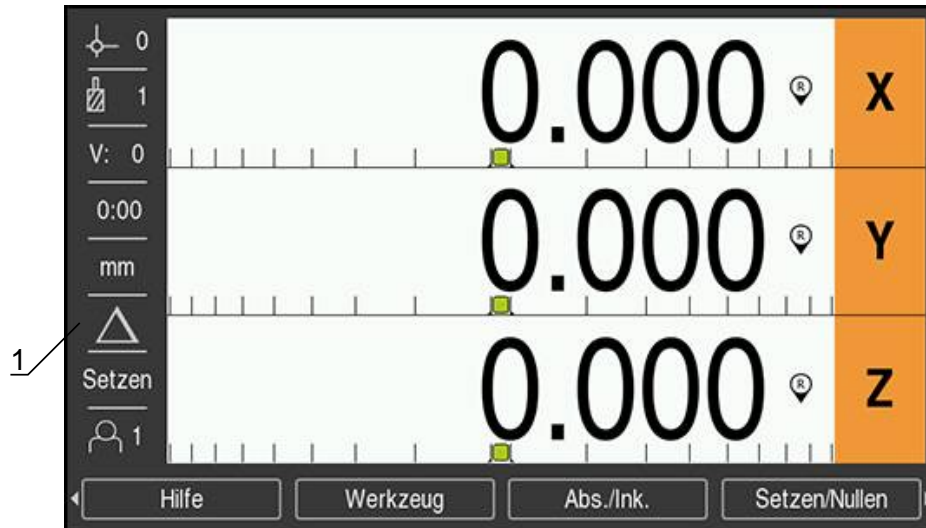 0
1
V: 0
0:00
mm
Setzen
1
1
0.000 R X
0.000 R Y
0.000 R Z
Hilfe Werkzeug Abs./Ink. Setzen/Nullen